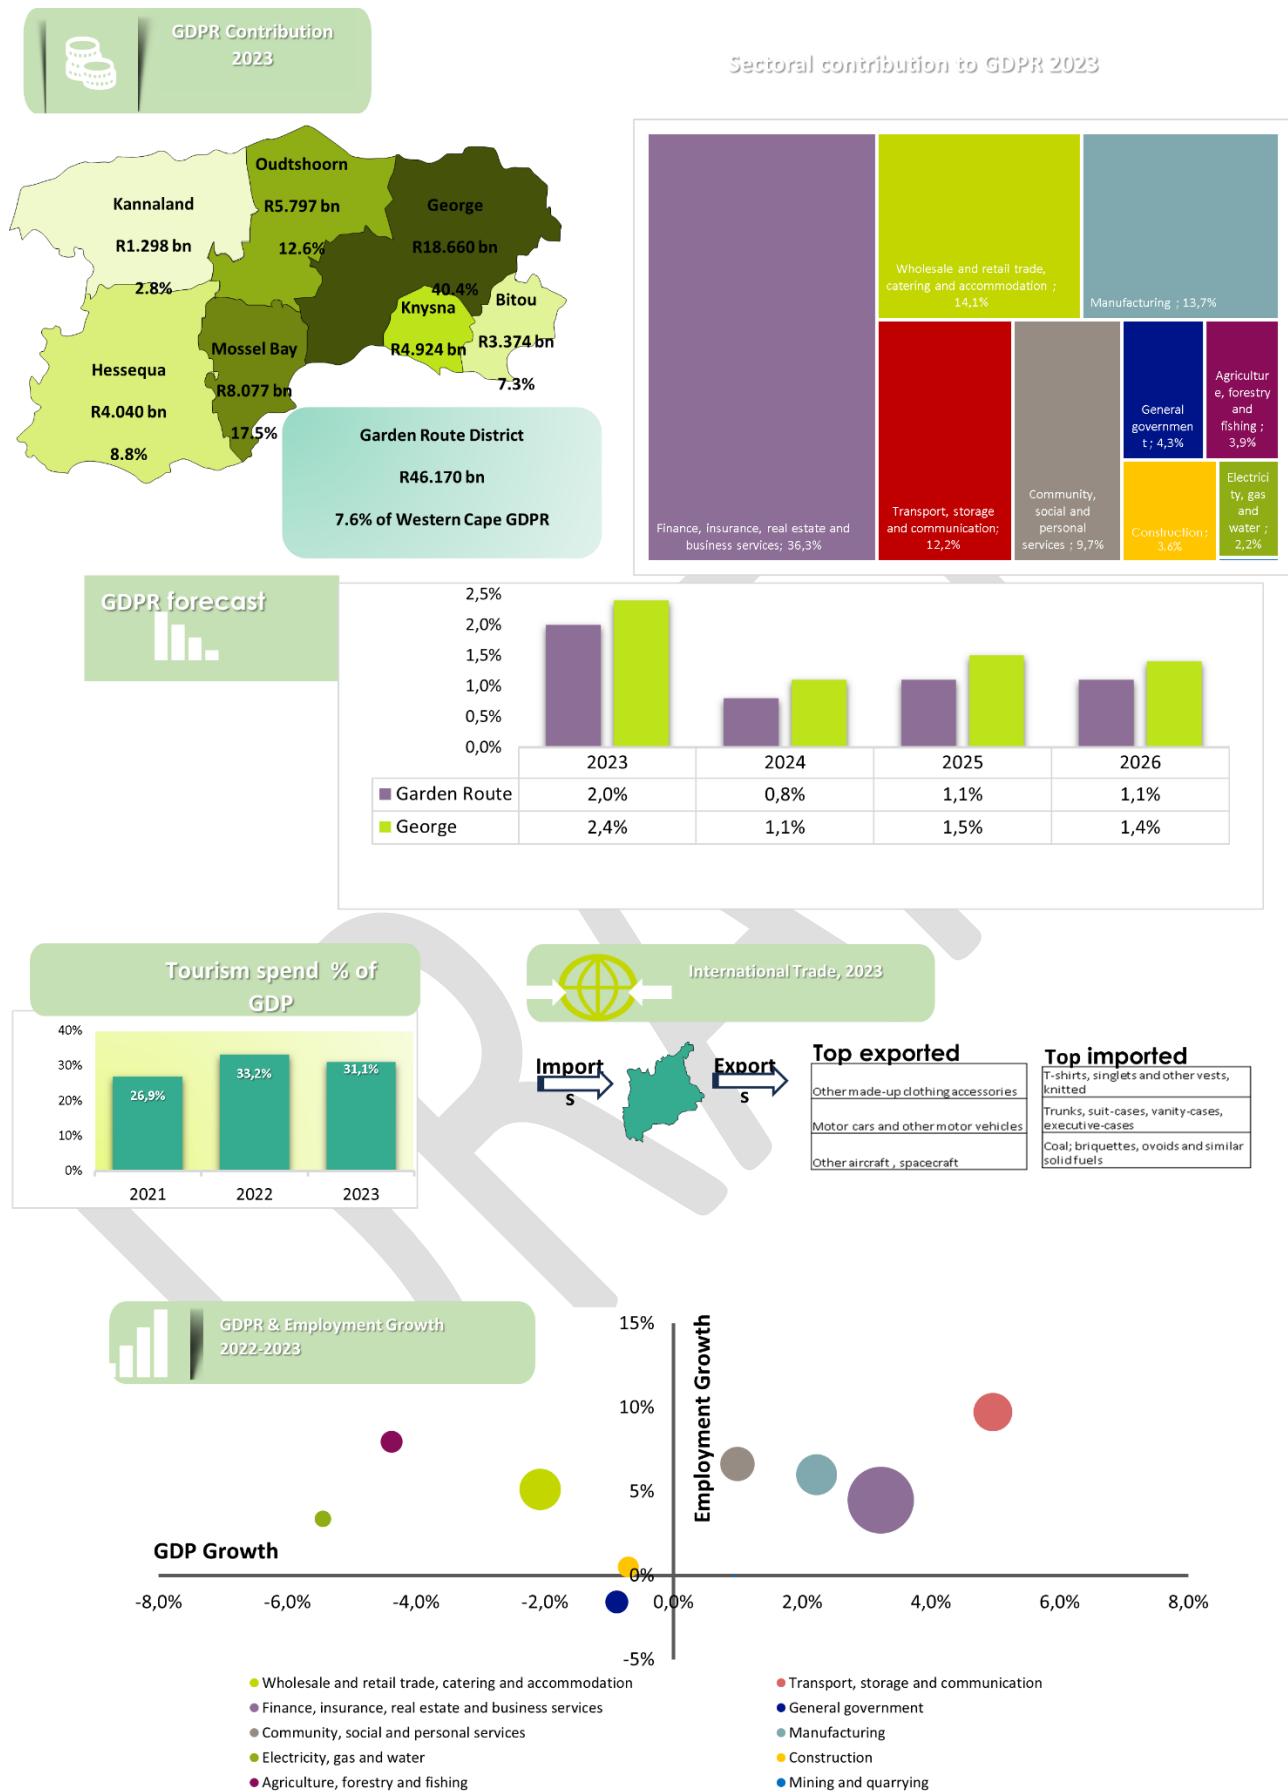 GDPR Contribution
2023
Sectoral contribution to GDPR 2023
Kannaland
R1.298 bn
2.8%
Oudtshoorn
R5.797 bn
12.6%
George
R18.660 bn
40.4%
Knysna
R4.924 bn
Bitou
R3.374 bn
7.3%
Hessequa
R4.040 bn
8.8%
Mossel Bay
R8.077 bn
17.5%
Garden Route District
R46.170 bn
7.6% of Western Cape GDPR
Finance, insurance, real estate and
business services; 36,3%
Wholesale and retail trade,
catering and accommodation ;
14,1%
Manufacturing ; 13,7%
Transport, storage
and communication;
12,2%
Community,
social and
personal
services ; 9,7%
General
governmen
t ; 4,3%
Agricultur
e, forestry
and
fishing ;
3,9%
Construction ;
3,6%
Electrici
ty, gas
and
water ;
2,2%
GDPR forecast
2,5%
2,0%
1,5%
1,0%
0,5%
0,0%
2023 2024 2025 2026
Garden Route 2,0% 0,8% 1,1% 1,1%
George 2,4% 1,1% 1,5% 1,4%
Tourism spend % of
GDP
40%
30%
20%
10%
0%
26,9%
33,2%
31,1%
2021 2022 2023
International Trade, 2023
Import
s
Export
s
Top exported
Other made-up clothing accessories
Motor cars and other motor vehicles
Other aircraft , spacecraft
Top imported
T-shirts, singlets and other vests,
knitted
Trunks, suit-cases, vanity-cases,
executive-cases
Coal; briquettes, ovoids and similar
solid fuels
GDPR & Employment Growth
2022-2023
15%
10%
5%
0%
-5%
Employment Growth
GDP Growth
-8,0% -6,0% -4,0% -2,0% 0,0% 2,0% 4,0% 6,0% 8,0%
Wholesale and retail trade, catering and accommodation
Transport, storage and communication
Finance, insurance, real estate and business services
General government
Community, social and personal services
Manufacturing
Electricity, gas and water
Construction
Agriculture, forestry and fishing
Mining and quarrying